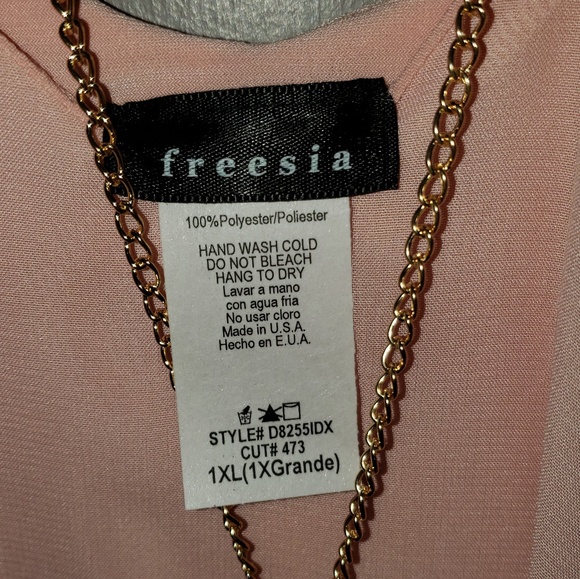 freesia
100%Polyester/Poliester
HAND WASH COLD
DO NOT BLEACH
HANG TO DRY
Lavar a mano
con agua fria
No usar cloro
Made in U.S.A.
Hecho en E.U.A.
STYLE# D8255IDX
CUT# 473
1XL(1XGrande)